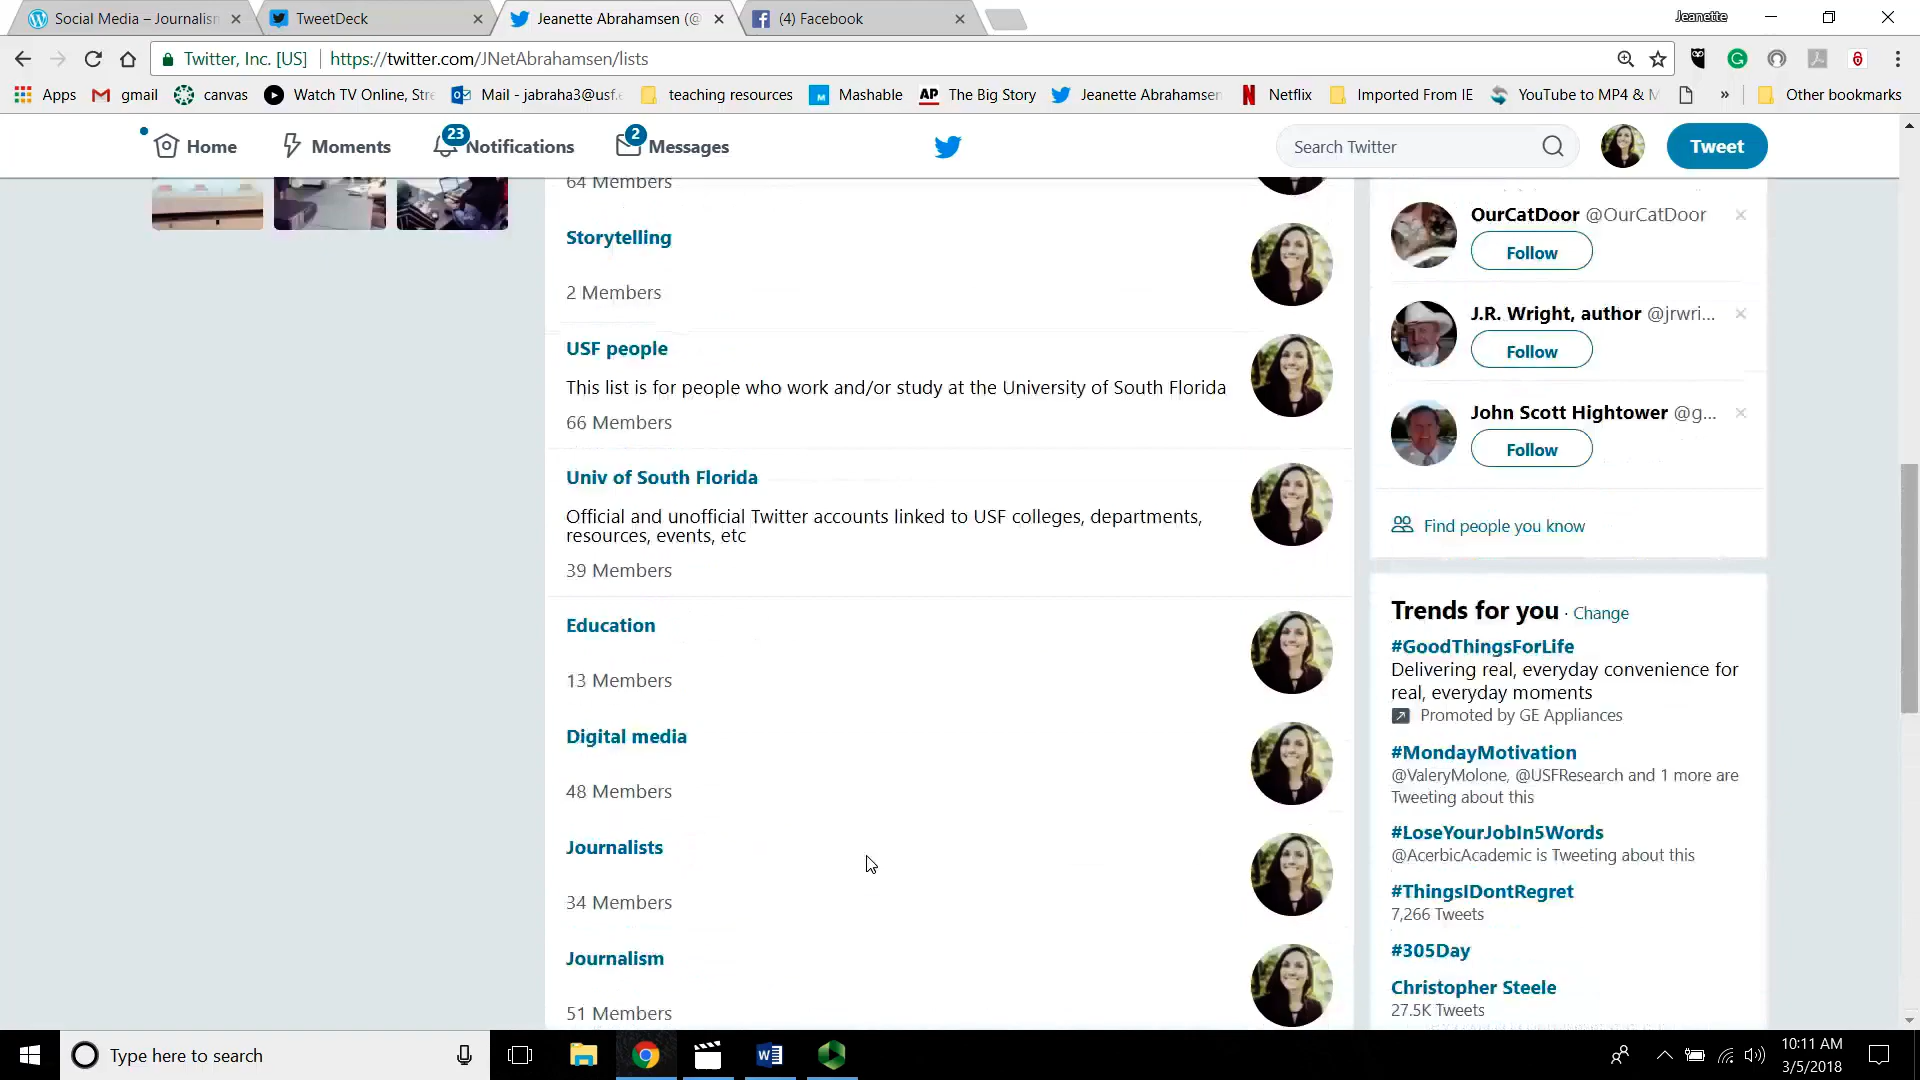 Social Media – Journalism
TweetDeck
Jeanette Abrahamsen (@
(4) Facebook
Jeanette
Twitter, Inc. [US]
https://twitter.com/JNetAbrahamsen/lists
Apps
gmail
canvas
Watch TV Online, Str
Mail - jabraha3@usf.e
teaching resources
Mashable
AP The Big Story
Jeanette Abrahamsen
Netflix
Imported From IE
YouTube to MP4 & M
»
Other bookmarks
Home
Moments
23
Notifications
2
Messages
Search Twitter
Tweet
64 Members
Storytelling
2 Members
USF people
This list is for people who work and/or study at the University of South Florida
66 Members
Univ of South Florida
Official and unofficial Twitter accounts linked to USF colleges, departments,
resources, events, etc
39 Members
Education
13 Members
Digital media
48 Members
Journalists
34 Members
Journalism
51 Members
OurCatDoor @OurCatDoor
Follow
J.R. Wright, author @jrwri...
Follow
John Scott Hightower @g...
Follow
Find people you know
Trends for you · Change
#GoodThingsForLife
Delivering real, everyday convenience for
real, everyday moments
Promoted by GE Appliances
#MondayMotivation
@ValeryMolone, @USFResearch and 1 more are
Tweeting about this
#LoseYourJobIn5Words
@AcerbicAcademic is Tweeting about this
#ThingsIDontRegret
7,266 Tweets
#305Day
Christopher Steele
27.5K Tweets
Type here to search
10:11 AM
3/5/2018